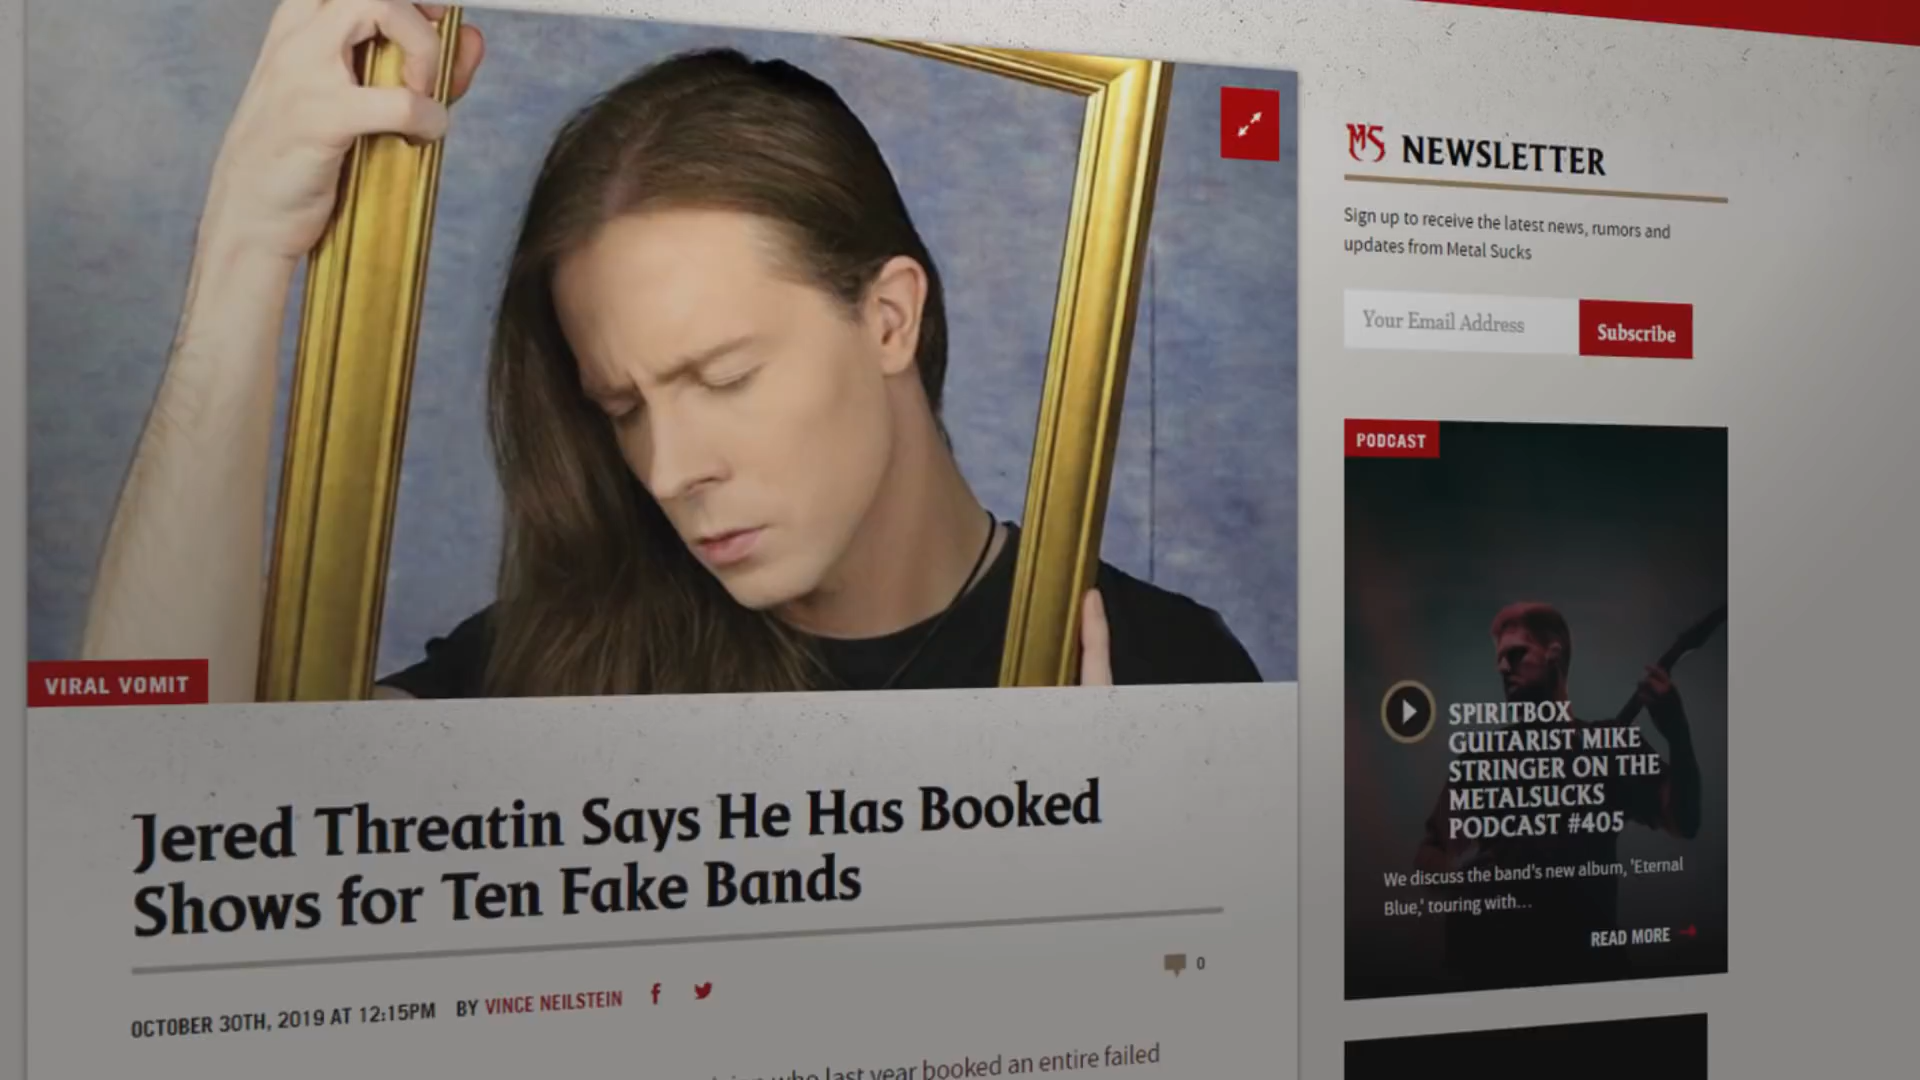 MS NEWSLETTER
Sign up to receive the latest news, rumors and
updates from Metal Sucks
Your Email Address
Subscribe
VIRAL VOMIT
Jered Threatin Says He Has Booked
Shows for Ten Fake Bands
OCTOBER 30TH, 2019 AT 12:15PM BY VINCE NEILSTEIN
0
who last year booked an entire failed
PODCAST
SPIRITBOX
GUITARIST MIKE
STRINGER ON THE
METALSUCKS
PODCAST #405
We discuss the band's new album, 'Eternal
Blue,' touring with...
READ MORE